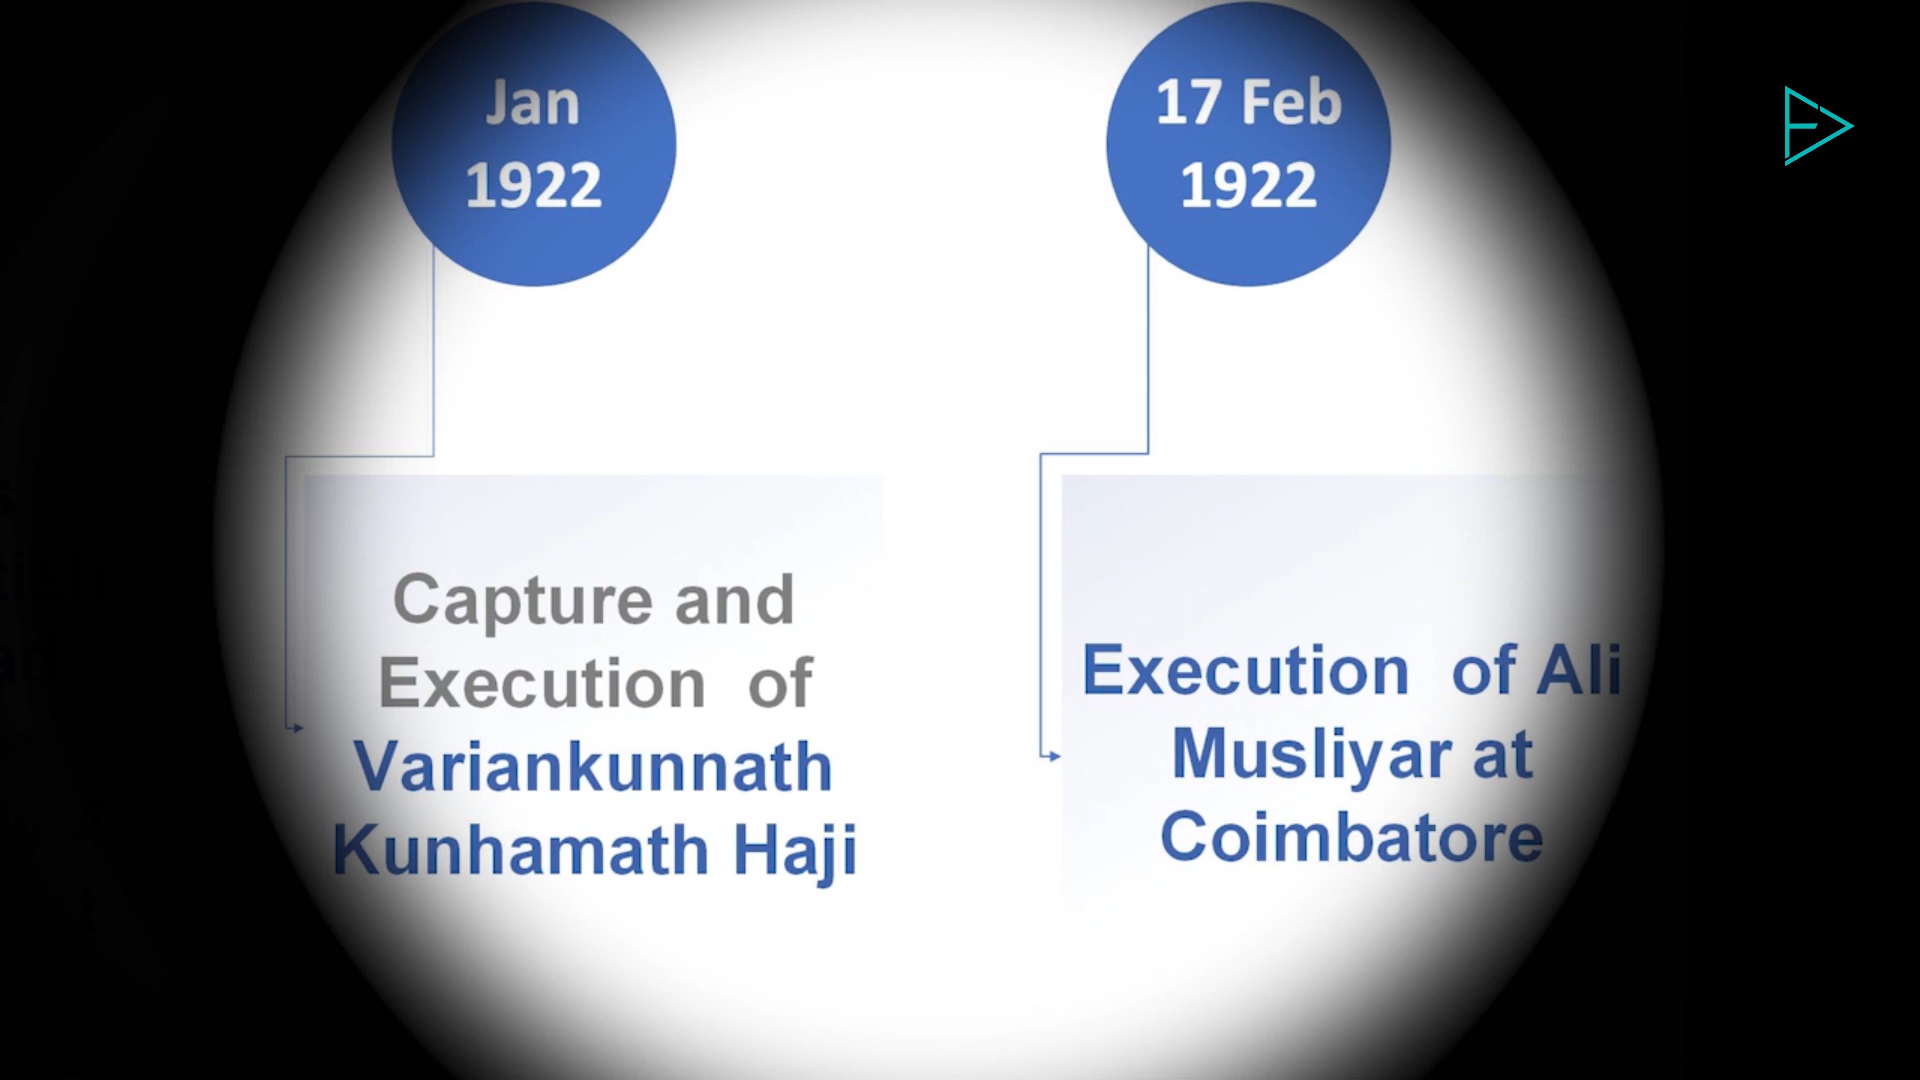 Jan
1922
Capture and
Execution of
Variankunnath
Kunhamath Haji
17 Feb
1922
Execution of Ali
Musliyar at
Coimbatore